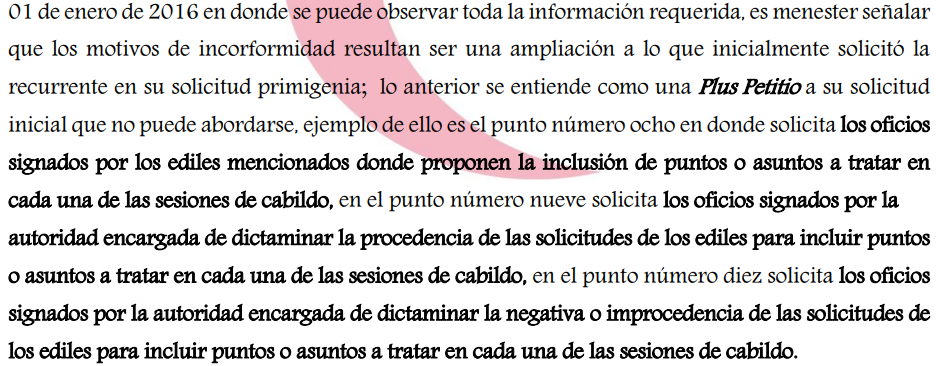 01 de enero de 2016 en donde se puede observar toda la información requerida, es menester señalar
que los motivos de incorformidad resultan ser una ampliación a lo que inicialmente solicitó la
recurrente en su solicitud primigenia; lo anterior se entiende como una Plus Petitio a su solicitud
inicial que no puede abordarse, ejemplo de ello es el punto número ocho en donde solicita los oficios
signados por los ediles mencionados donde proponen la inclusión de puntos o asuntos a tratar en
cada una de las sesiones de cabildo, en el punto número nueve solicita los oficios signados por la
autoridad encargada de dictaminar la procedencia de las solicitudes de los ediles para incluir puntos
o asuntos a tratar en cada una de las sesiones de cabildo, en el punto número diez solicita los oficios
signados por la autoridad encargada de dictaminar la negativa o improcedencia de las solicitudes de
los ediles para incluir puntos o asuntos a tratar en cada una de las sesiones de cabildo.